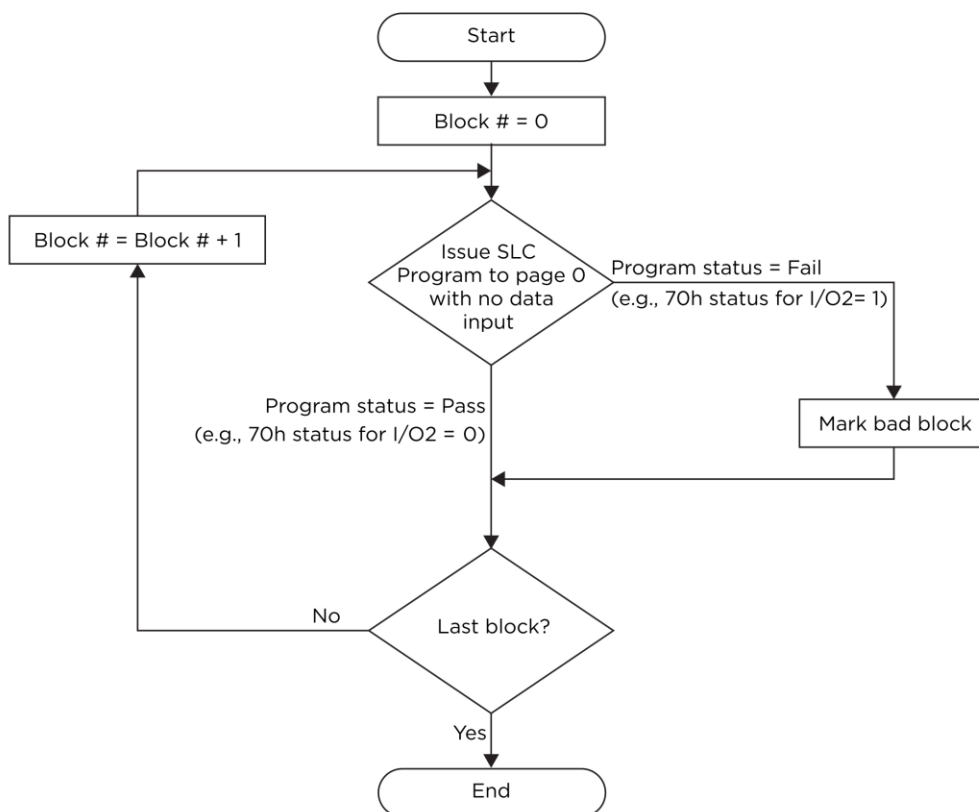 Start
Block # = 0
Block # = Block # + 1
Issue SLC
Program to page 0
with no data
input
Program status = Fail
(e.g., 70h status for I/O2= 1)
Program status = Pass
(e.g., 70h status for I/O2 = 0)
Mark bad block
No
Last block?
Yes
End